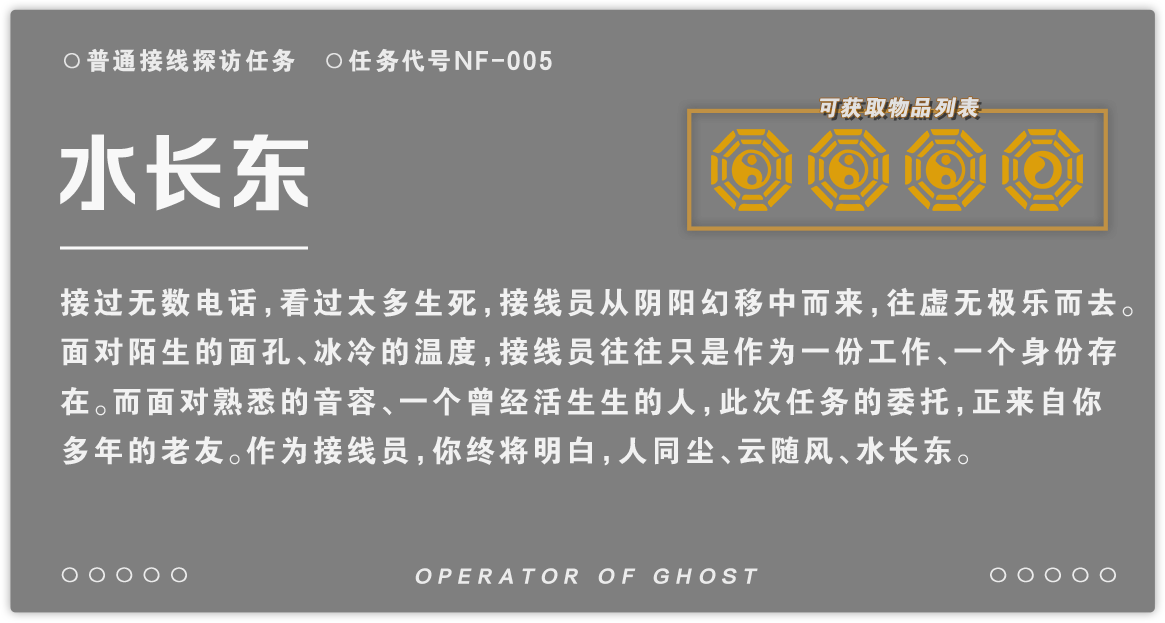 ○普通接线探访任务 ○任务代号NF-005
可获取物品列表
水长东
接过无数电话,看过太多生死,接线员从阴阳幻移中而来,往虚无极乐而去。
面对陌生的面孔、冰冷的温度,接线员往往只是作为一份工作、一个身份存
在。而面对熟悉的音容、一个曾经活生生的人,此次任务的委托,正来自你
多年的老友。作为接线员,你终将明白,人同尘、云随风、水长东。
OPERATOR OF GHOST